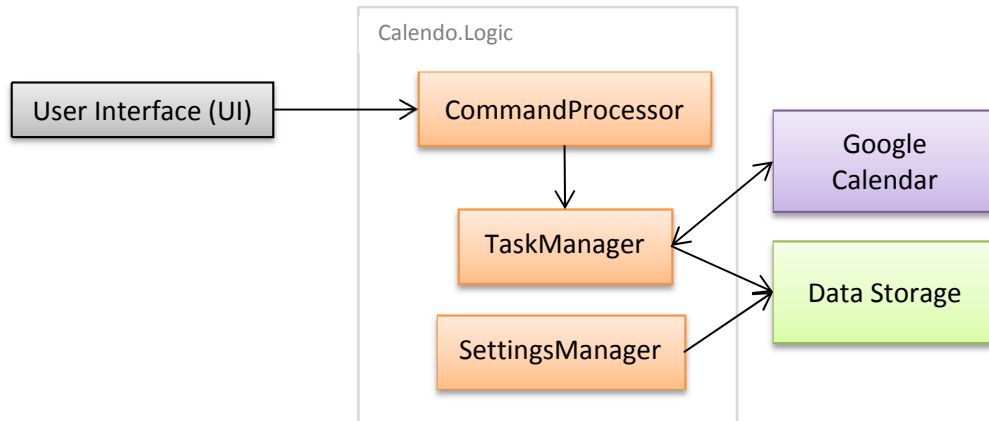 Calendo.Logic
User Interface (UI)
CommandProcessor
Google
Calendar
TaskManager
Data Storage
SettingsManager